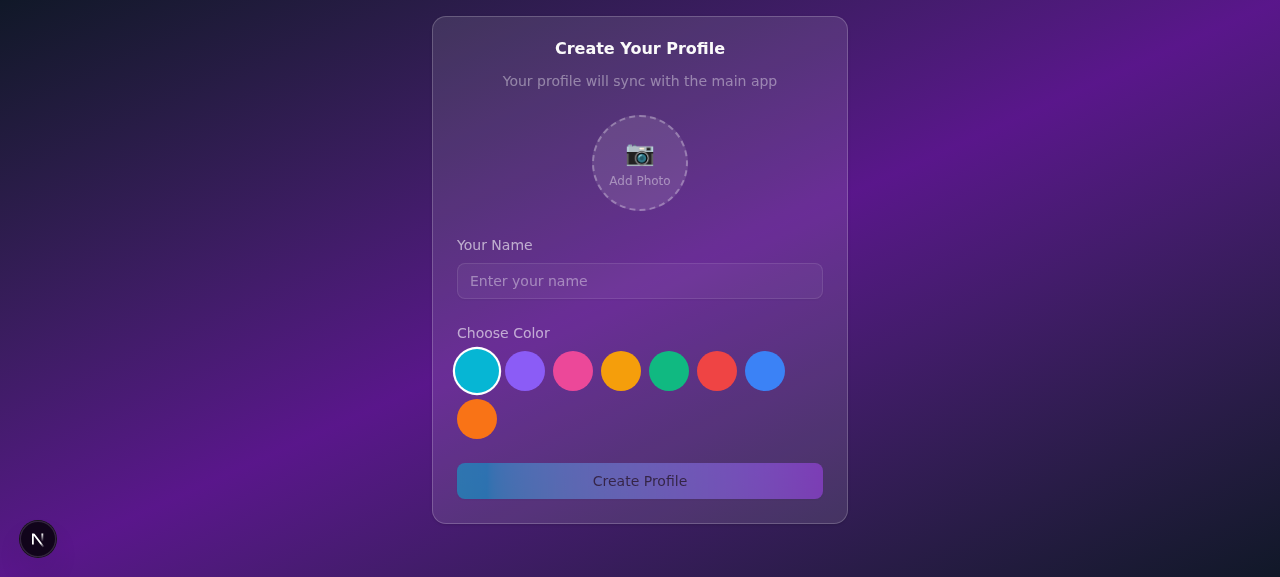 Create Your Profile
Your profile will sync with the main app
Add Photo
Your Name
Enter your name
Choose Color
Create Profile
N